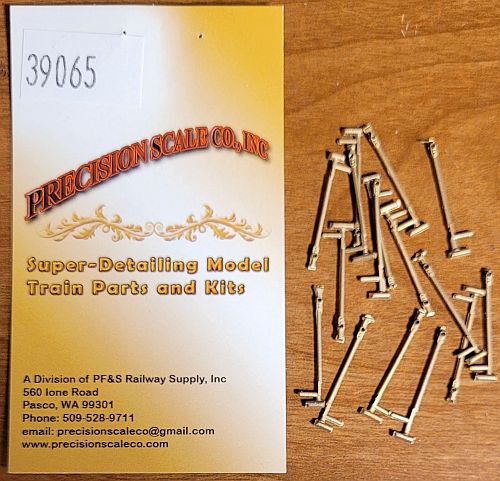 39065
PRECISION SCALE CO., INC
Super-Detailing Model
Train Parts and Kits
A Division of PF&S Railway Supply, Inc
560 Ione Road
Pasco, WA 99301
Phone: 509-528-9711
email: precisionscaleco@gmail.com
www.precisionscaleco.com